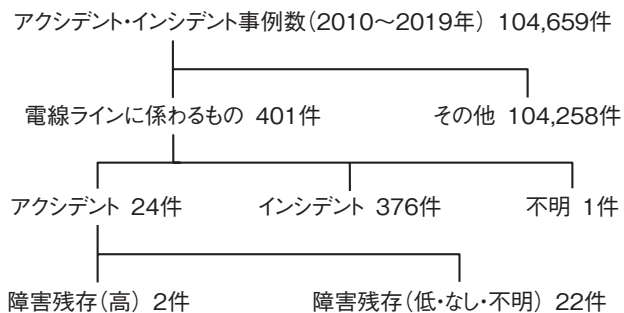 アクシデント・インシデント事例数(2010〜2019年) 104,659件
電線ラインに係わるもの 401件 その他 104,258件
アクシデント 24件 インシデント 376件 不明 1件
障害残存(高) 2件 障害残存(低・なし・不明) 22件